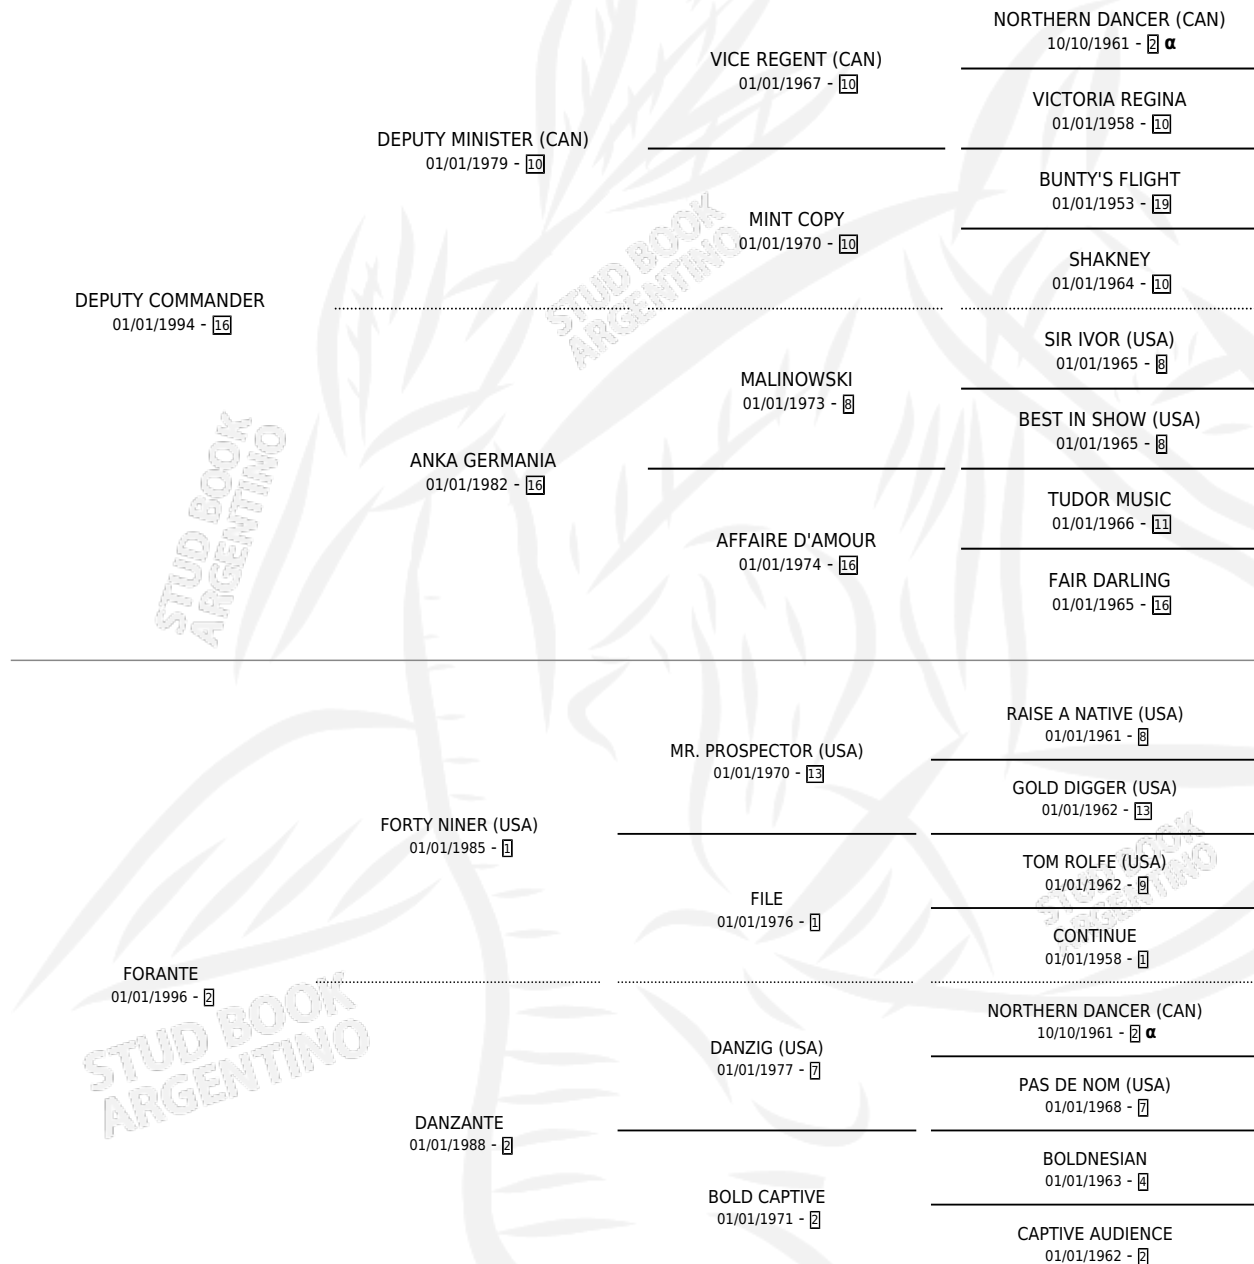 NORTHERN DANCER (CAN)
10/10/1961 - 2 α
VICE REGENT (CAN)
01/01/1967 - 10
VICTORIA REGINA
01/01/1958 - 10
DEPUTY MINISTER (CAN)
01/01/1979 - 10
BUNTY'S FLIGHT
01/01/1953 - 19
MINT COPY
01/01/1970 - 10
SHAKNEY
01/01/1964 - 10
DEPUTY COMMANDER
01/01/1994 - 16
SIR IVOR (USA)
01/01/1965 - 8
MALINOWSKI
01/01/1973 - 8
BEST IN SHOW (USA)
01/01/1965 - 8
ANKA GERMANIA
01/01/1982 - 16
TUDOR MUSIC
01/01/1966 - 11
AFFAIRE D'AMOUR
01/01/1974 - 16
FAIR DARLING
01/01/1965 - 16
RAISE A NATIVE (USA)
01/01/1961 - 8
MR. PROSPECTOR (USA)
01/01/1970 - 13
GOLD DIGGER (USA)
01/01/1962 - 13
FORTY NINER (USA)
01/01/1985 - 1
TOM ROLFE (USA)
01/01/1962 - 9
FILE
01/01/1976 - 1
CONTINUE
01/01/1958 - 1
FORANTE
01/01/1996 - 2
NORTHERN DANCER (CAN)
10/10/1961 - 2 α
DANZIG (USA)
01/01/1977 - 7
PAS DE NOM (USA)
01/01/1968 - 7
DANZANTE
01/01/1988 - 2
BOLDNESIAN
01/01/1963 - 4
BOLD CAPTIVE
01/01/1971 - 2
CAPTIVE AUDIENCE
01/01/1962 - 2
STUD BOOK
ARGENTINO
STUD BOOK
ARGENTINO
STUD BOOK
ARGENTINO
STUD BOOK
ARGENTINO